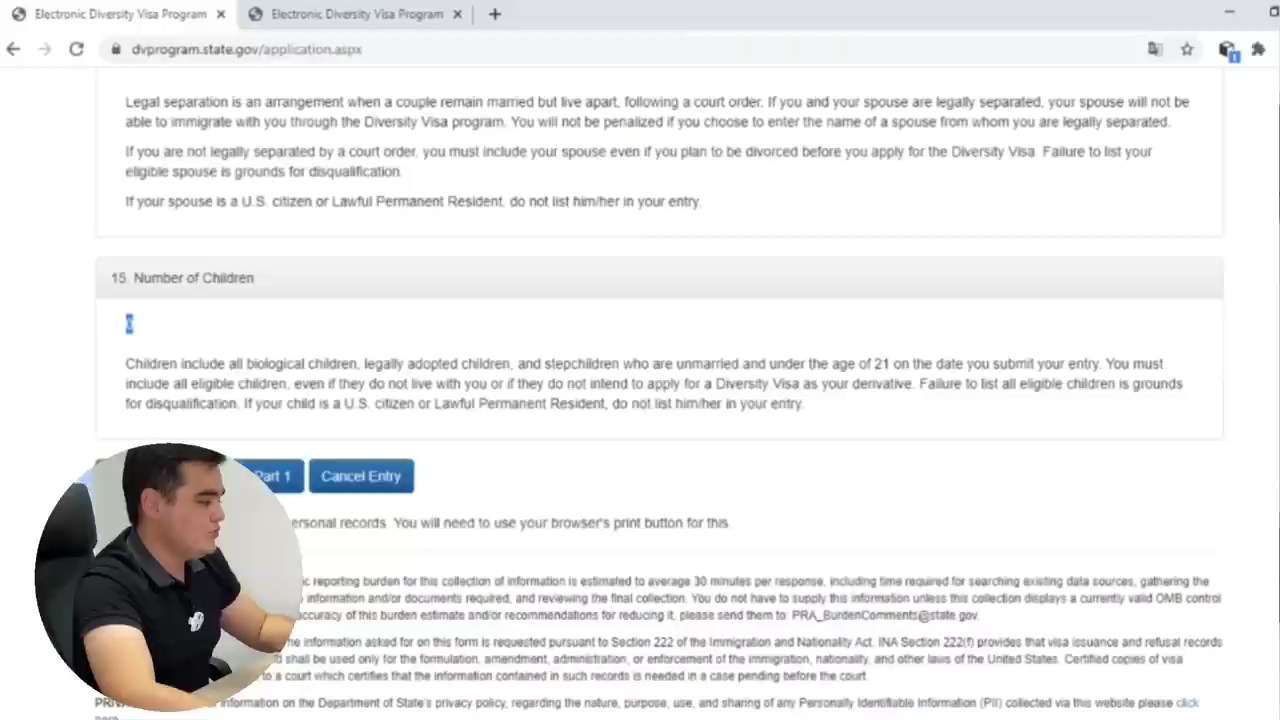 Electronic Diversity Visa Program
Electronic Diversity Visa Program
dvprogram.state.gov/application.aspx
Legal separation is an arrangement when a couple remain married but live apart, following a court order. If you and your spouse are legally separated, your spouse will not be
able to immigrate with you through the Diversity Visa program. You will not be penalized if you choose to enter the name of a spouse from whom you are legally separated.
If you are not legally separated by a court order, you must include your spouse even if you plan to be divorced before you apply for the Diversity Visa. Failure to list your
eligible spouse is grounds for disqualification.
If your spouse is a U.S. citizen or Lawful Permanent Resident, do not list him/her in your entry.
15. Number of Children
0
Children include all biological children, legally adopted children, and stepchildren who are unmarried and under the age of 21 on the date you submit your entry. You must
include all eligible children, even if they do not live with you or if they do not intend to apply for a Diversity Visa as your derivative. Failure to list all eligible children is grounds
for disqualification. If your child is a U.S. citizen or Lawful Permanent Resident, do not list him/her in your entry.
Part 1 Cancel Entry
personal records. You will need to use your browser's print button for this.
reporting burden for this collection of information is estimated to average 30 minutes per response, including time required for searching existing data sources, gathering the
information and/or documents required, and reviewing the final collection. You do not have to supply this information unless this collection displays a currently valid OMB control
accuracy of this burden estimate and/or recommendations for reducing it, please send them to: PRA_BurdenComments@state.gov.
information asked for on this form is requested pursuant to Section 222 of the Immigration and Nationality Act. INA Section 222(f) provides that visa issuance and refusal records
shall be used only for the formulation, amendment, administration, or enforcement of the immigration, nationality, and other laws of the United States. Certified copies of visa
to a court which certifies that the information contained in such records is needed in a case pending before the court.
information on the Department of State's privacy policy, regarding the nature, purpose, use, and sharing of any Personally Identifiable Information (PII) collected via this website please click